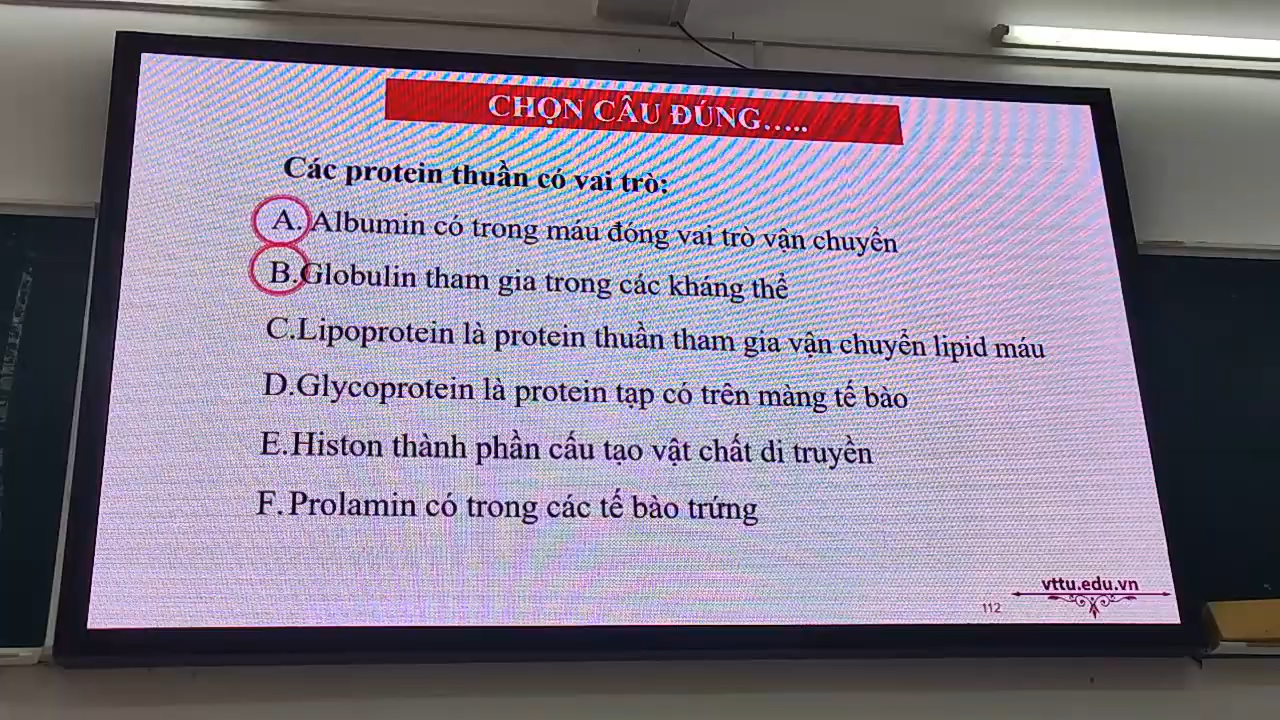 CHỌN CÂU ĐÚNG.....
Các protein thuần có vai trò:
A. Albumin có trong máu đóng vai trò vận chuyển
B.Globulin tham gia trong các kháng thể
C.Lipoprotein là protein thuần tham gia vận chuyển lipid máu
D.Glycoprotein là protein tạp có trên màng tế bào
E.Histon thành phần cấu tạo vật chất di truyền
F. Prolamin có trong các tế bào trứng
vttu.edu.vn
112